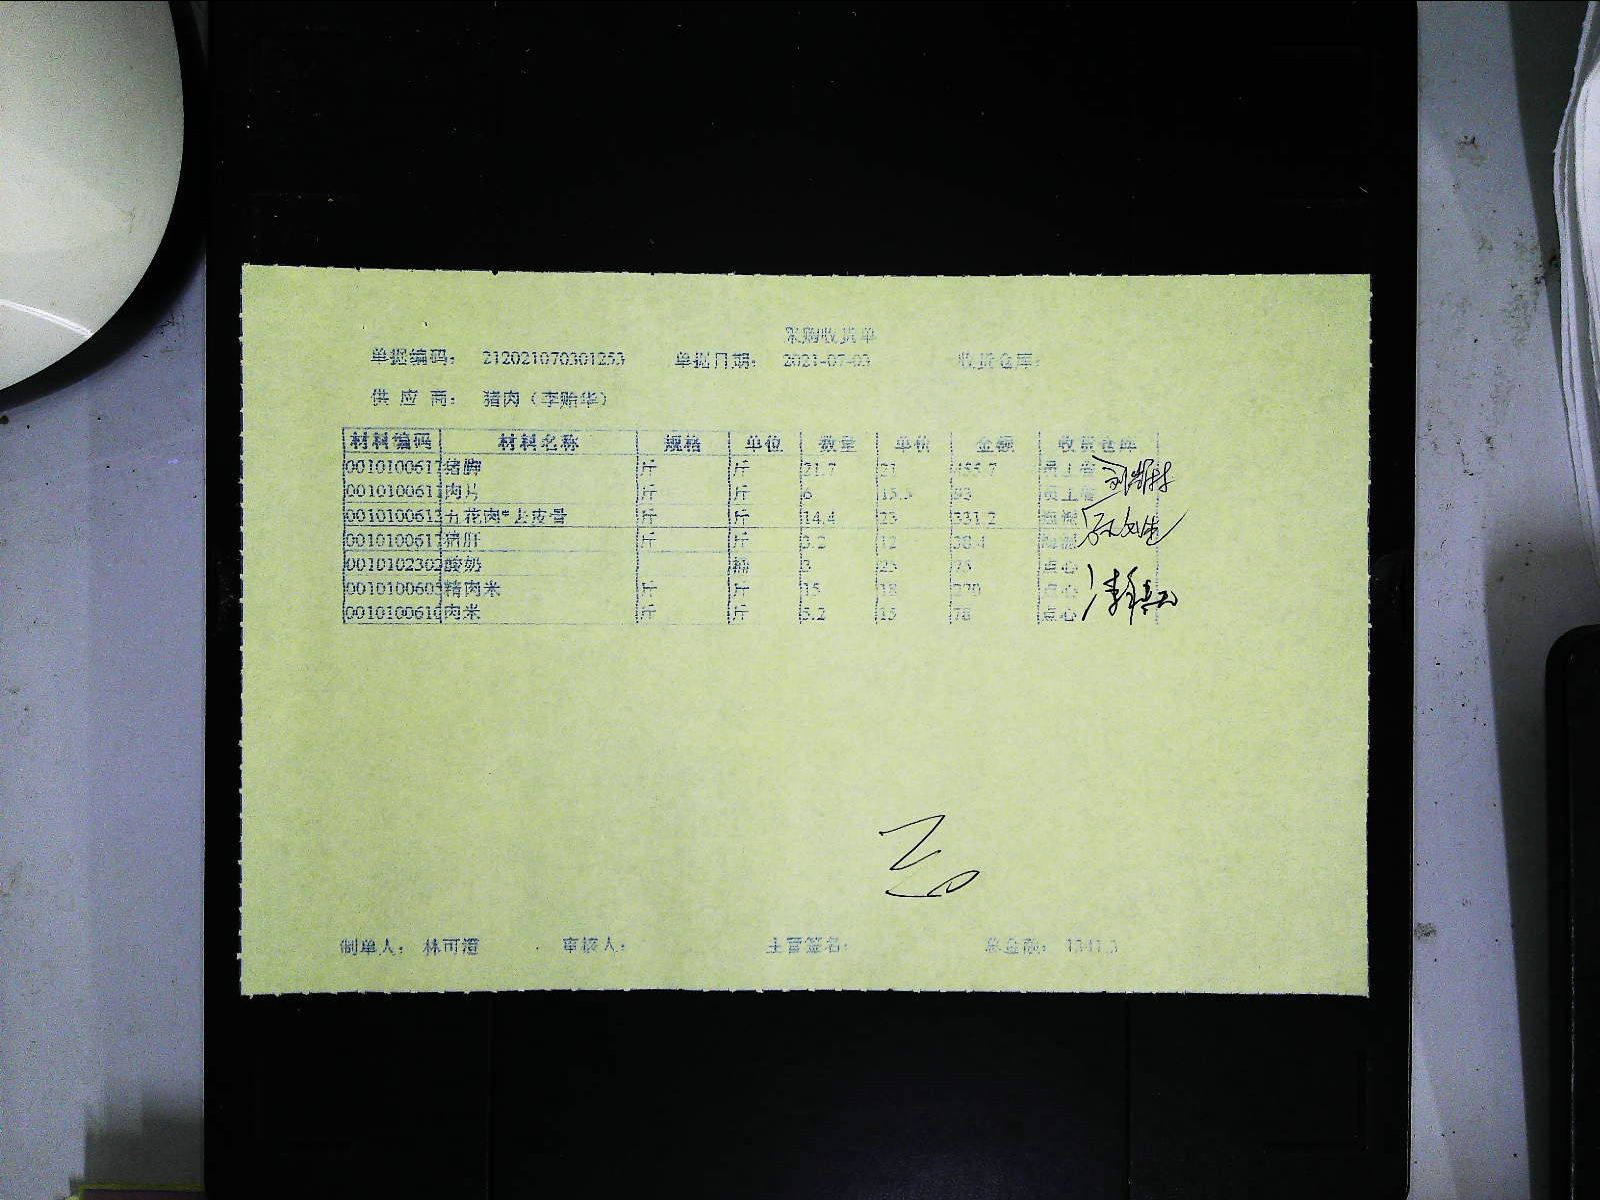 采购收货单
单据编码： 212021070301253 单据日期： 2021-07-03 收货仓库：
供 应 商： 猪肉（李贻华）
材料编码 材料名称 规格 单位 数量 单价 金额 收货仓库
0010100617 猪脚 斤 斤 21.7 21 455.7 员工餐
0010100611 肉片 斤 斤 6 15.5 93 员工餐
0010100613 五花肉*去皮骨 斤 斤 14.4 23 331.2
0010100617 猪肝 斤 斤 3.2 12 38.4
0010102302 酸奶 桶 3 25 75 点心
0010100605 精肉米 斤 斤 15 18 270 点心
0010100610 肉米 斤 斤 5.2 15 78 点心
制单人： 林可澄 审核人： 主管签名： 总金额： 1341.3